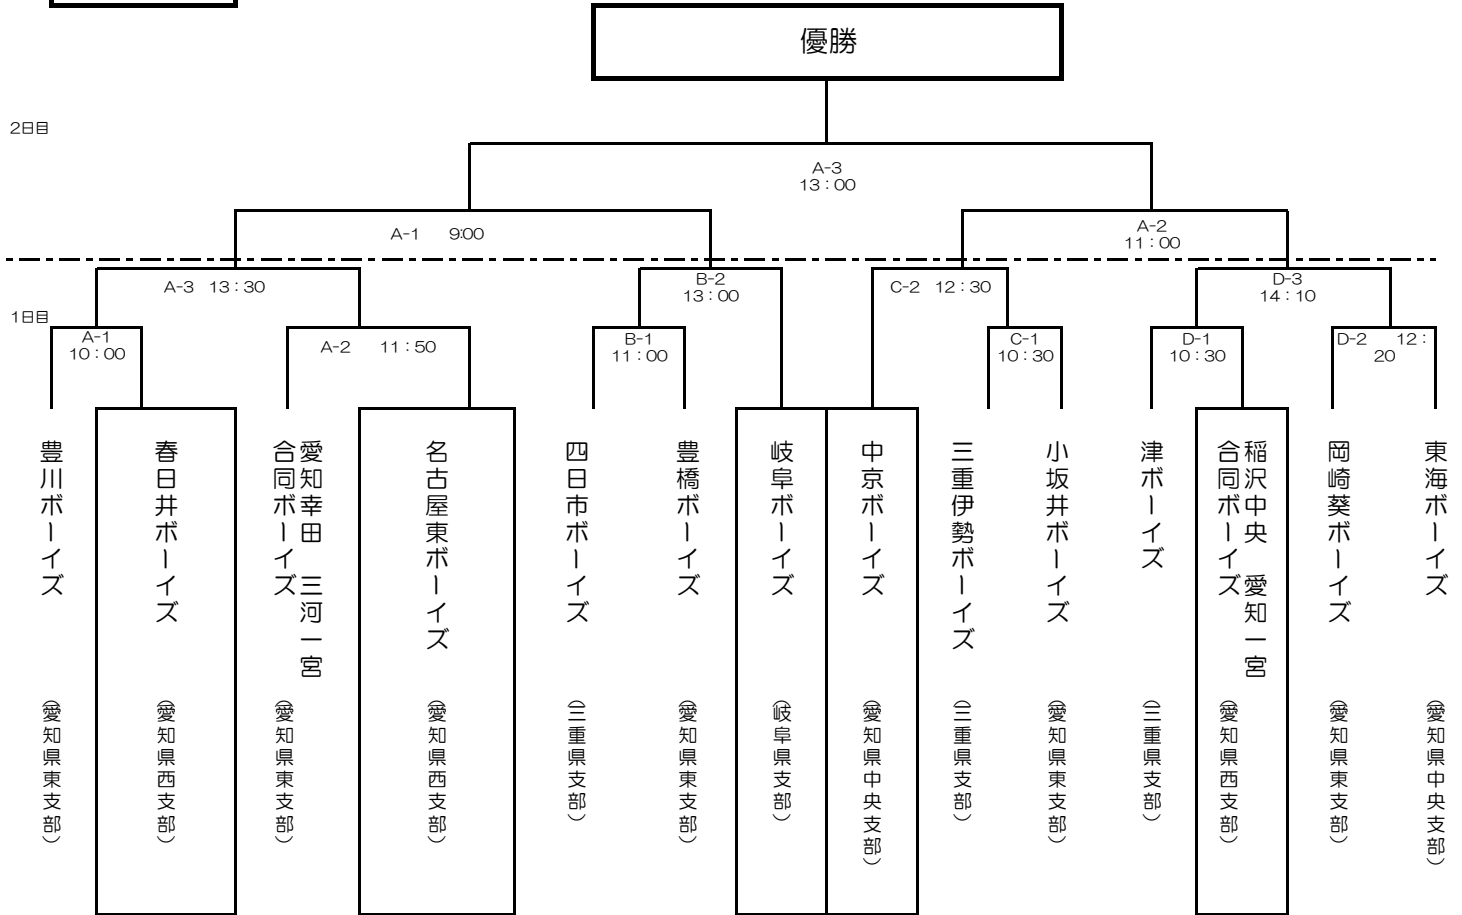 優勝
2日目
A-3
13：00
A-1　9:00
A-2
11：00
A-3　13：30
B-2
13：00
C-2　12：30
D-3
14：10
1日目
A-1
10：00
A-2　11：50
B-1
11：00
C-1
10：30
D-1
10：30
D-2　12：
20
豊川ボーイズ
（愛知県東支部）
春日井ボーイズ
（愛知県西支部）
愛知幸田　三河一宮
合同ボーイズ
（愛知県東支部）
名古屋東ボーイズ
（愛知県西支部）
四日市ボーイズ
（三重県支部）
豊橋ボーイズ
（愛知県東支部）
岐阜ボーイズ
（岐阜県支部）
中京ボーイズ
（愛知県中央支部）
三重伊勢ボーイズ
（三重県支部）
小坂井ボーイズ
（愛知県東支部）
津ボーイズ
（三重県支部）
稲沢中央　愛知一宮
合同ボーイズ
（愛知県西支部）
岡崎葵ボーイズ
（愛知県東支部）
東海ボーイズ
（愛知県中央支部）